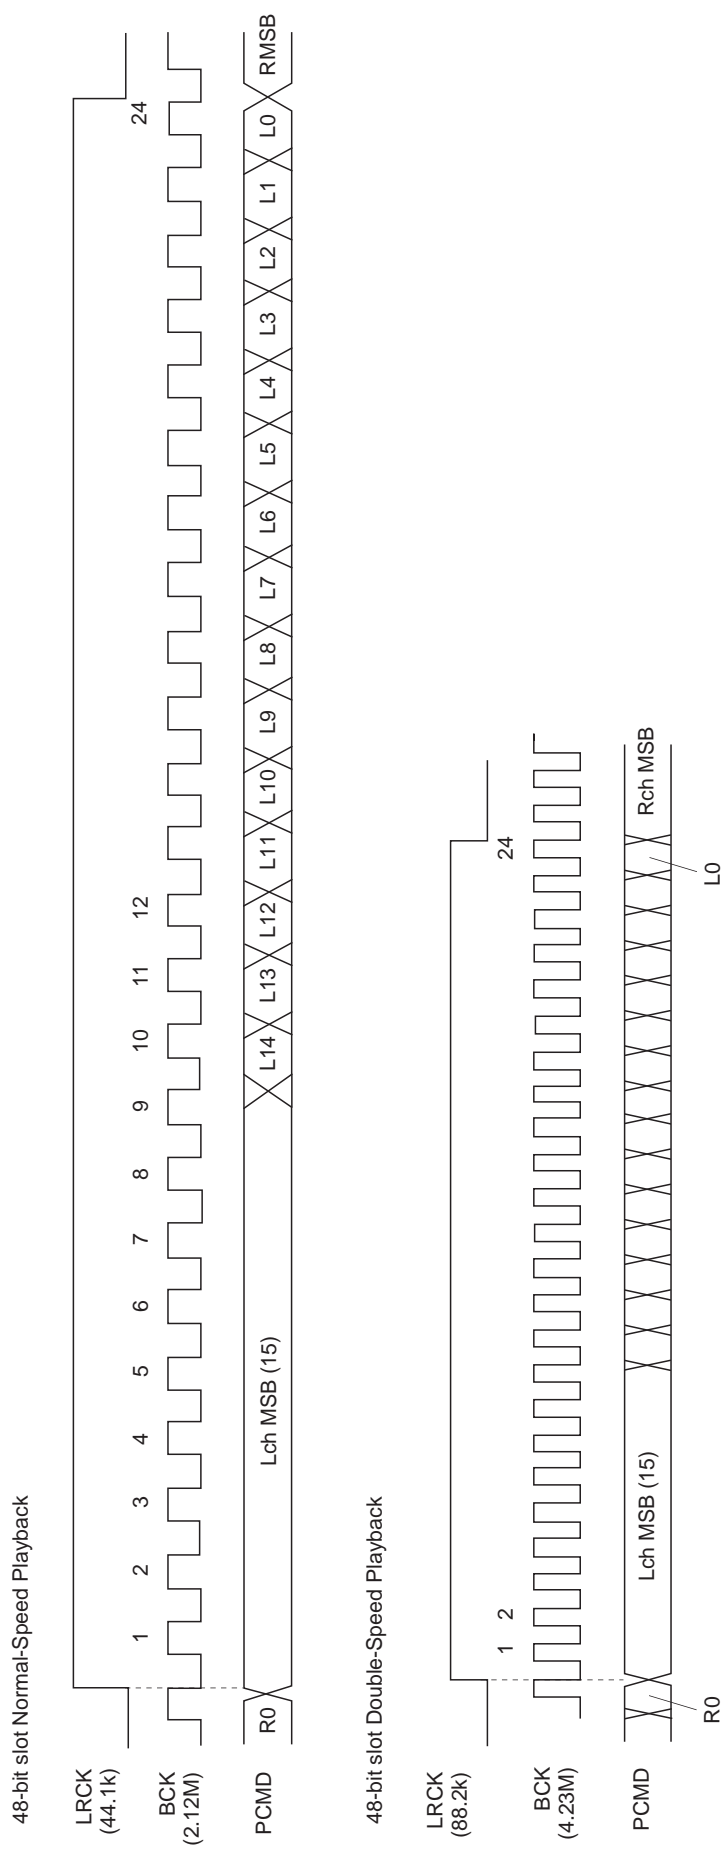 48-bit slot Normal-Speed Playback
LRCK
(44.1k)
1 2 3 4 5 6 7 8 9 10 11 12 24
BCK
(2.12M)
PCMD
R0 Lch MSB (15) L14 L13 L12 L11 L10 L9 L8 L7 L6 L5 L4 L3 L2 L1 L0 RMSB
48-bit slot Double-Speed Playback
LRCK
(88.2k)
1 2 24
BCK
(4.23M)
PCMD
Lch MSB (15) Rch MSB
R0 L0